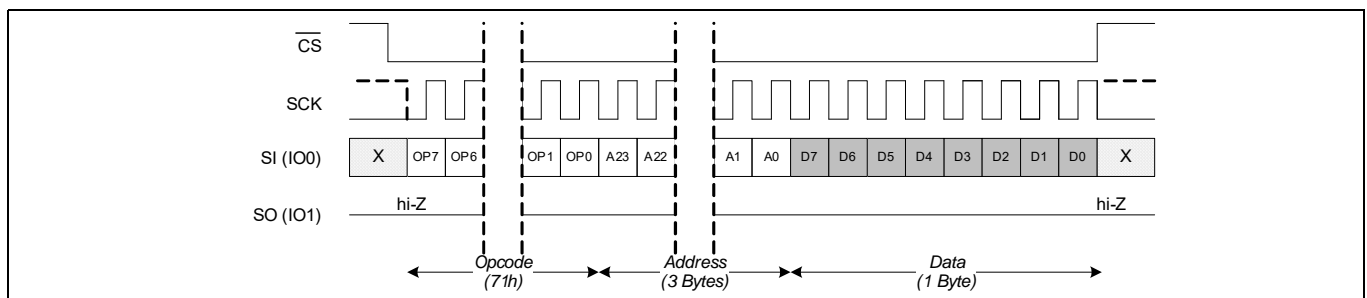 CS
SCK
SI (IO0) X OP7 OP6 OP1 OP0 A23 A22 A1 A0 D7 D6 D5 D4 D3 D2 D1 D0 X
hi-Z hi-Z
SO (IO1)
Opcode Address Data
(71h) (3 Bytes) (1 Byte)